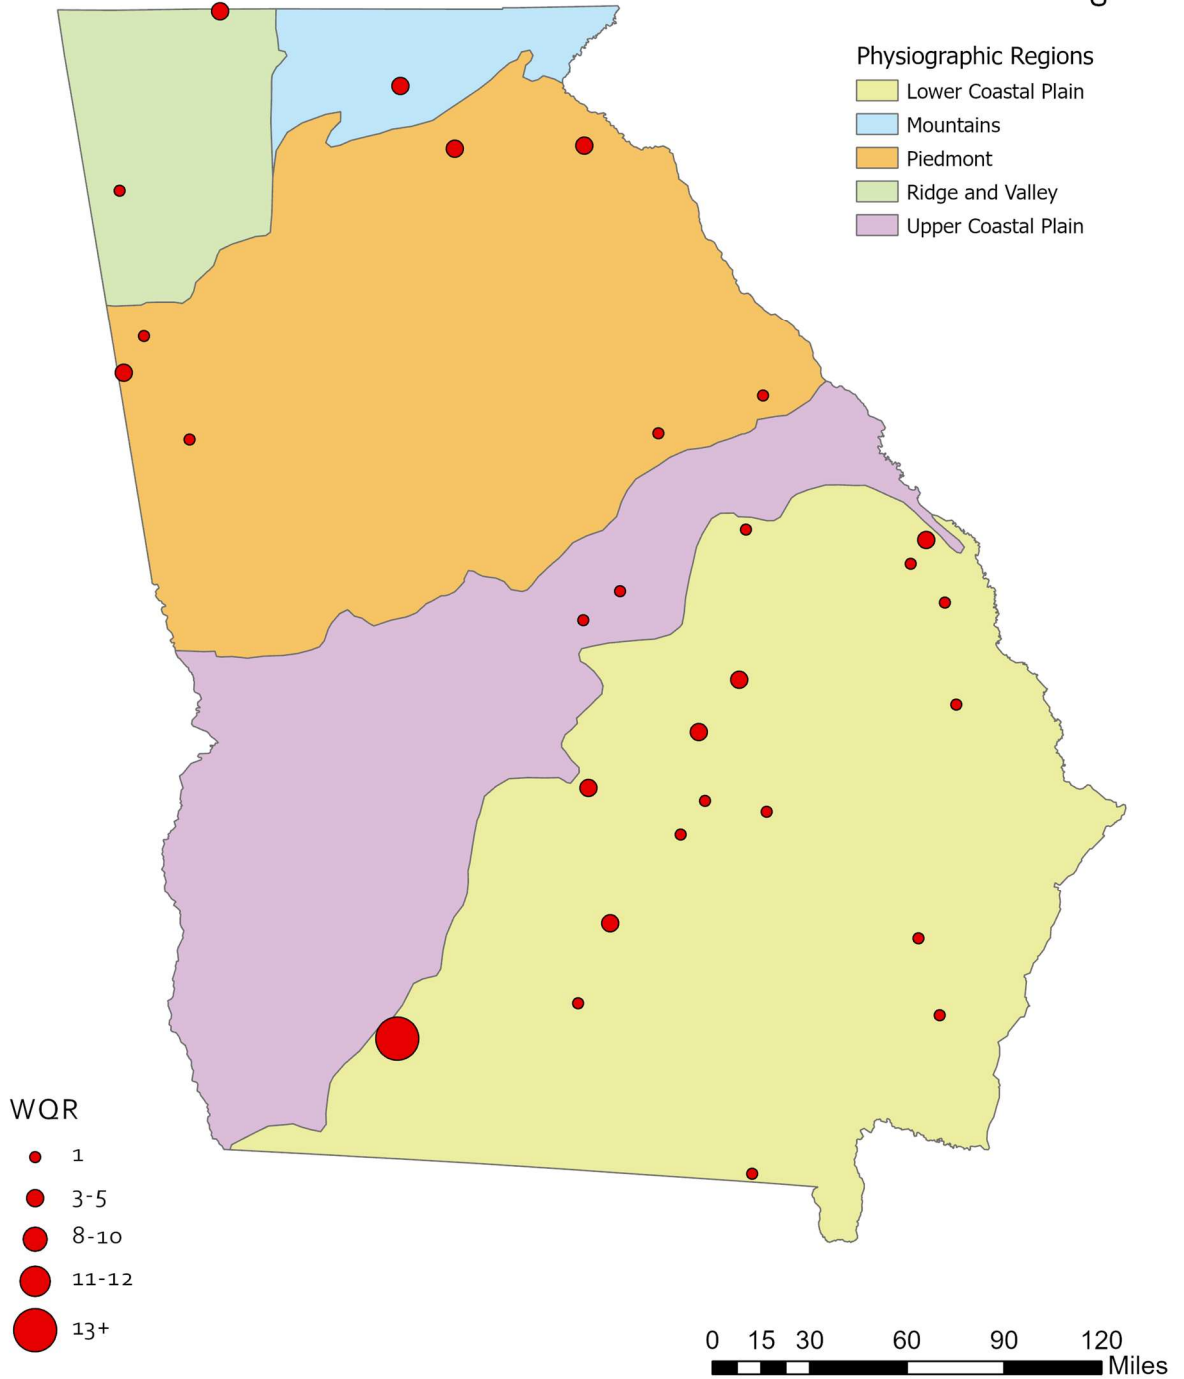 Physiographic Regions
Lower Coastal Plain
Mountains
Piedmont
Ridge and Valley
Upper Coastal Plain
WQR
1
3-5
8-10
11-12
13+
0 15 30 60 90 120
Miles